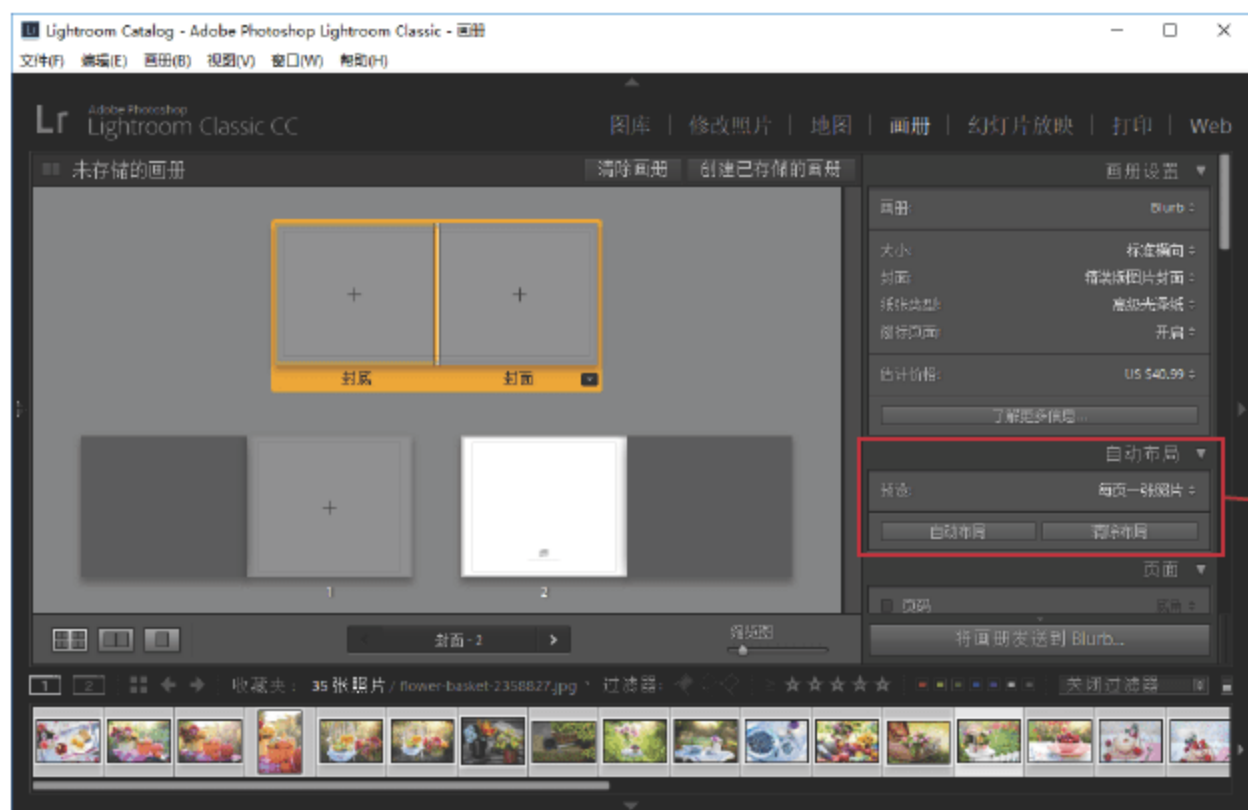 Lightroom Catalog - Adobe Photoshop Lightroom Classic - 画册
文件(F) 编辑(E) 画册(B) 视图(V) 窗口(W) 帮助(H)
Lr Adobe Photoshop
Lightroom Classic CC
图库 | 修改照片 | 地图 | 画册 | 幻灯片放映 | 打印 | Web
未存储的画册 清除画册 创建已存储的画册
画册设置
画册: Blurb
大小: 标准横向
封面: 精装版图片封面
纸张类型: 高级光泽纸
徽标页面: 开启
估计价格: US $40.99
了解更多信息...
自动布局
预设: 每页一张照片
自动布局 清除布局
页面
页码 底角
将画册发送到 Blurb...
封底 封面
1 2
封面 - 2
缩览图
1 2 收藏夹: 35 张照片 / flower-basket-2358827.jpg 过滤器: 关闭过滤器